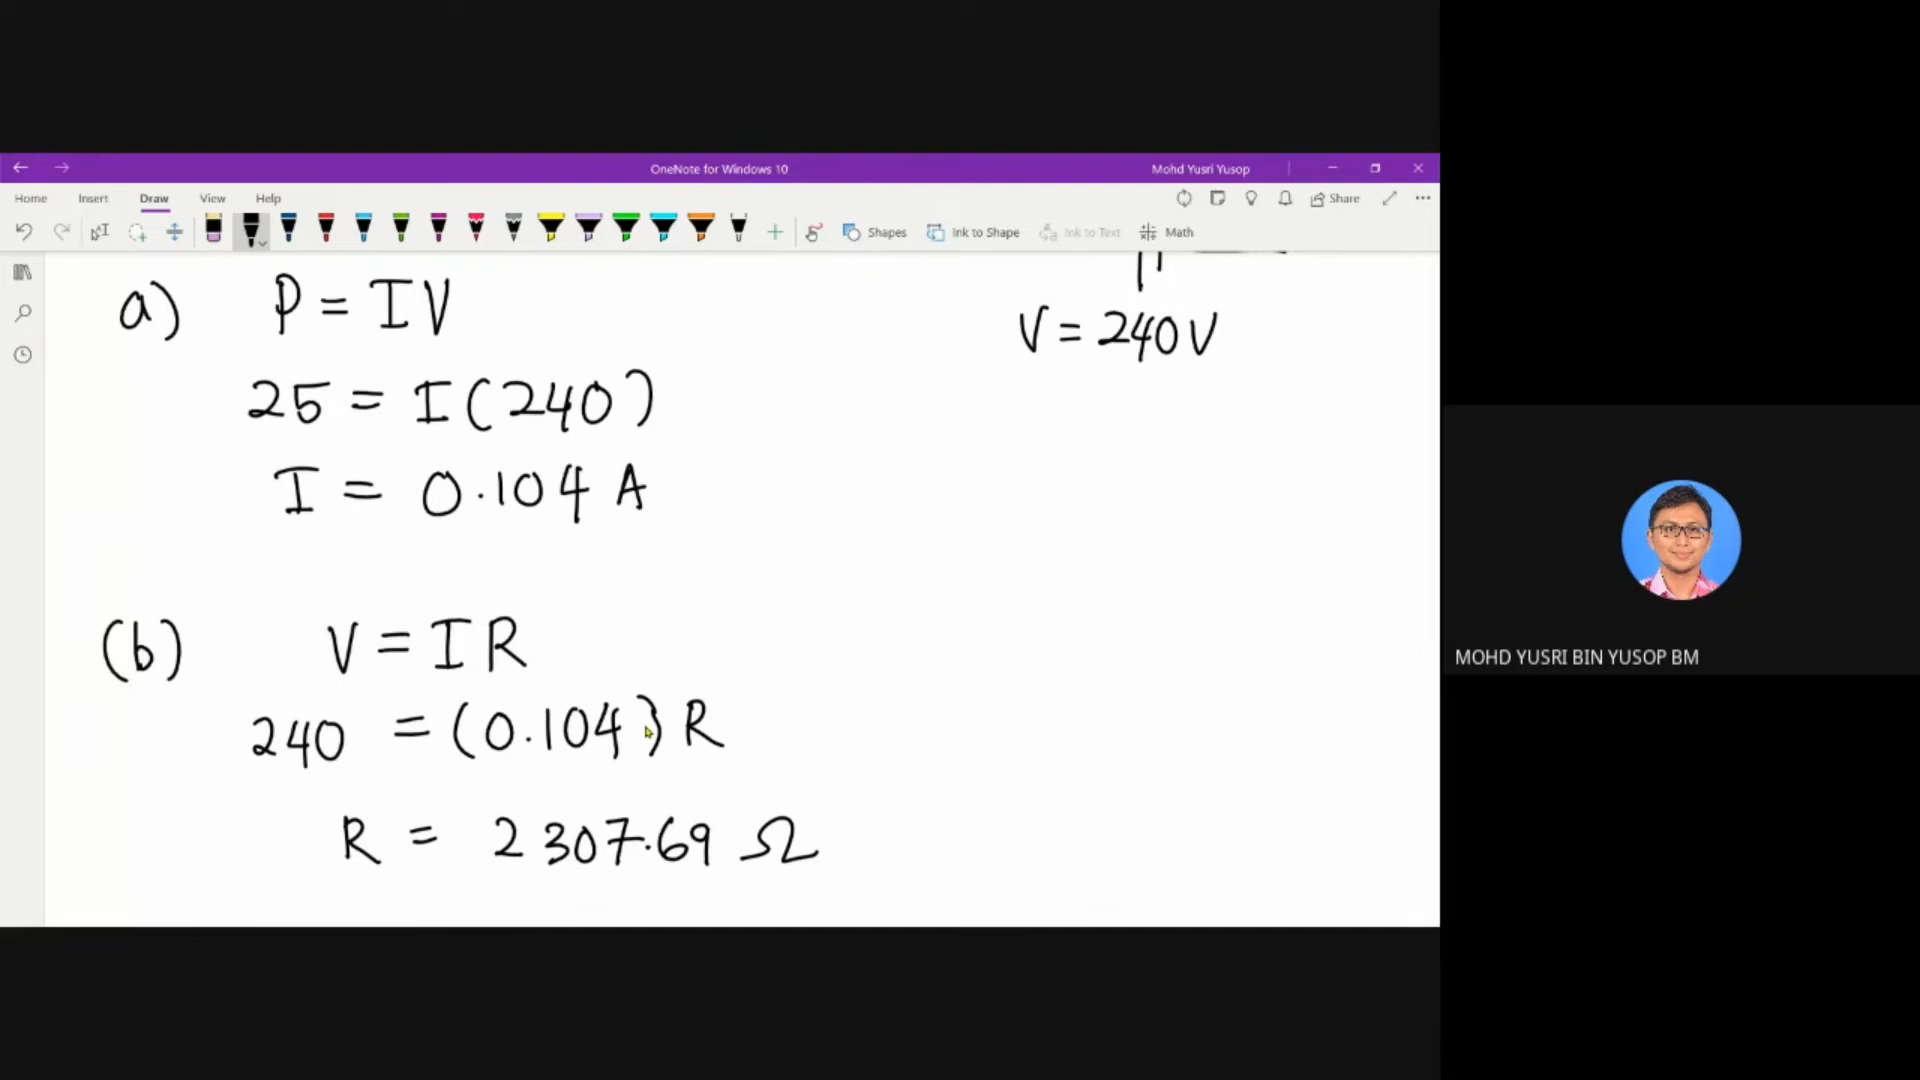 OneNote for Windows 10
Mohd Yusri Yusop
Home Insert Draw View Help
Share
Shapes Ink to Shape Ink to Text Math
a) P = IV
V = 240 V
25 = I(240)
I = 0.104 A
(b) V = IR
240 = (0.104) R
R = 2307.69 Ω
MOHD YUSRI BIN YUSOP BM